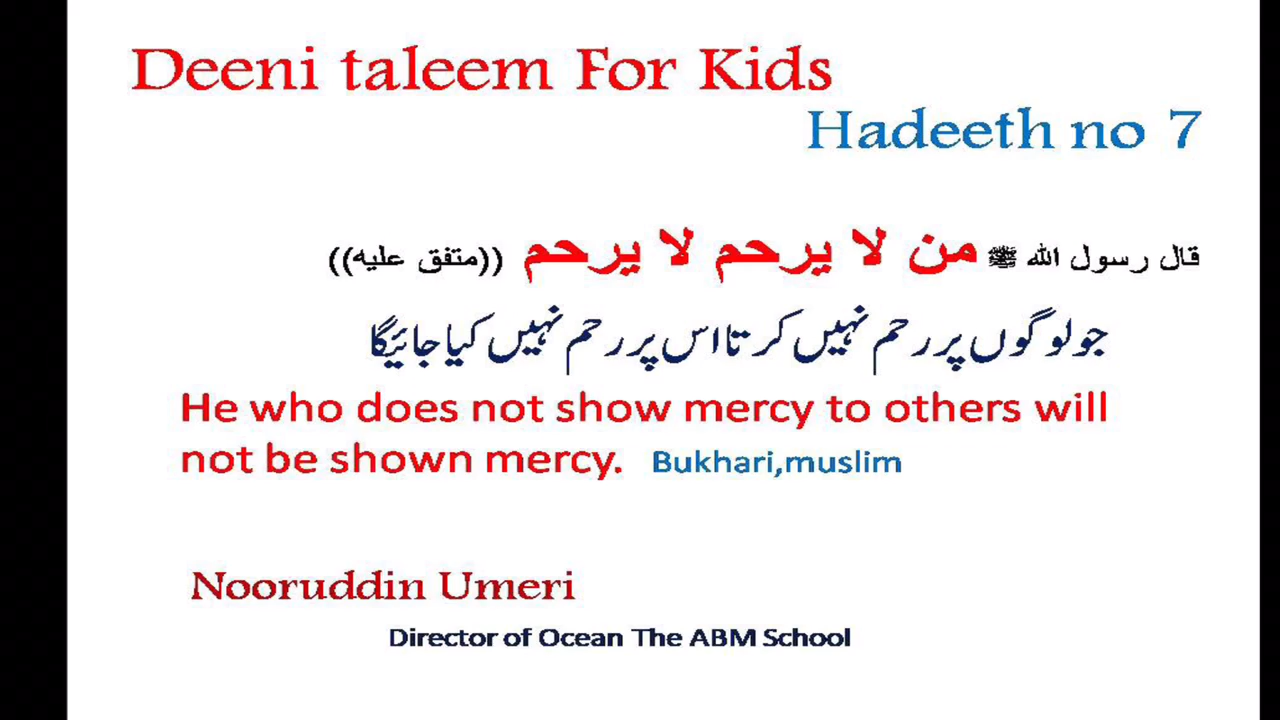 Deeni taleem For Kids
Hadeeth no 7
قال رسول الله ﷺ من لا يرحم لا يرحم ((متفق عليه))
جو لوگوں پر رحم نہیں کرتا اس پر رحم نہیں کیا جائیگا
He who does not show mercy to others will
not be shown mercy. Bukhari,muslim
Nooruddin Umeri
Director of Ocean The ABM School